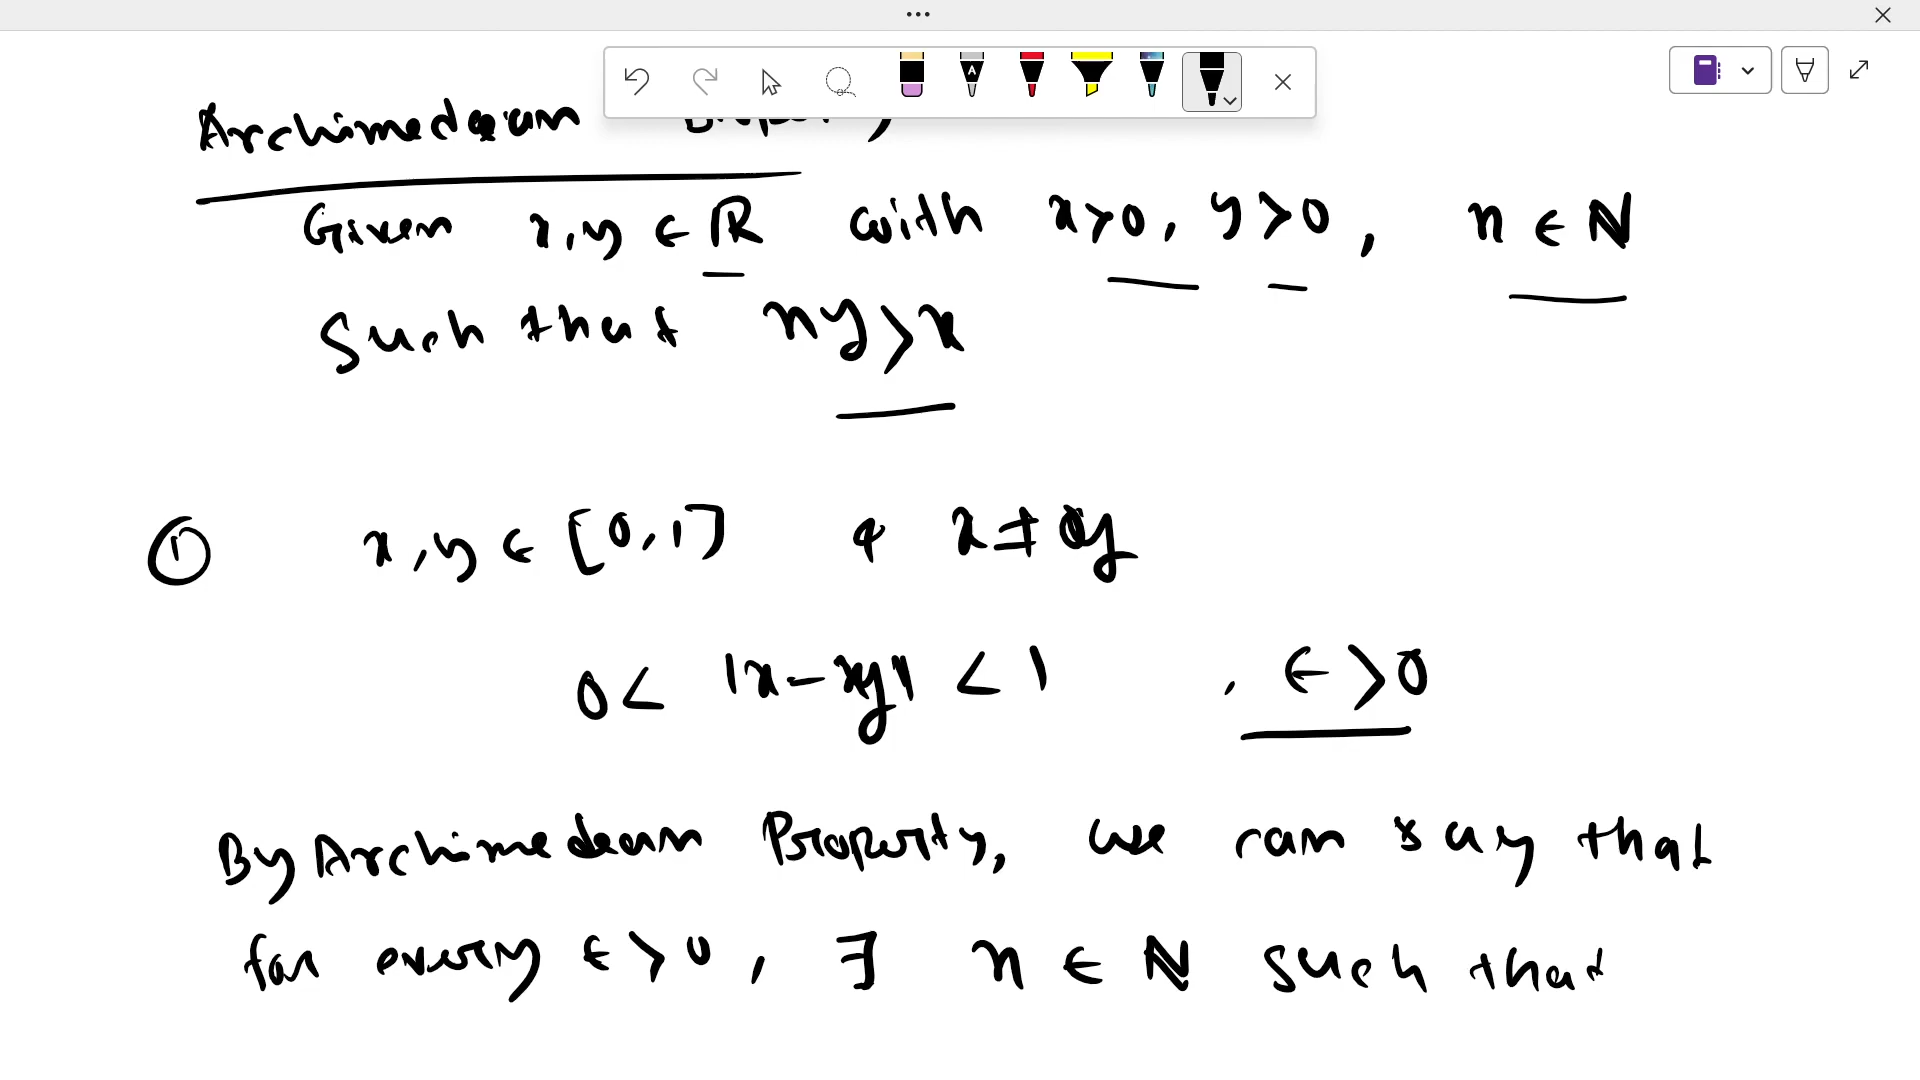 Archimedean
Given x, y ∈ ℝ with x>0, y>0, n ∈ ℕ
Such that ny>x
① x, y ∈ [0,1] & x ≠ y
0 < |x-y| < 1 , ∈ >0
By Archimedean Property, we can say that
for every ∈ > 0, ∃ n ∈ ℕ such that